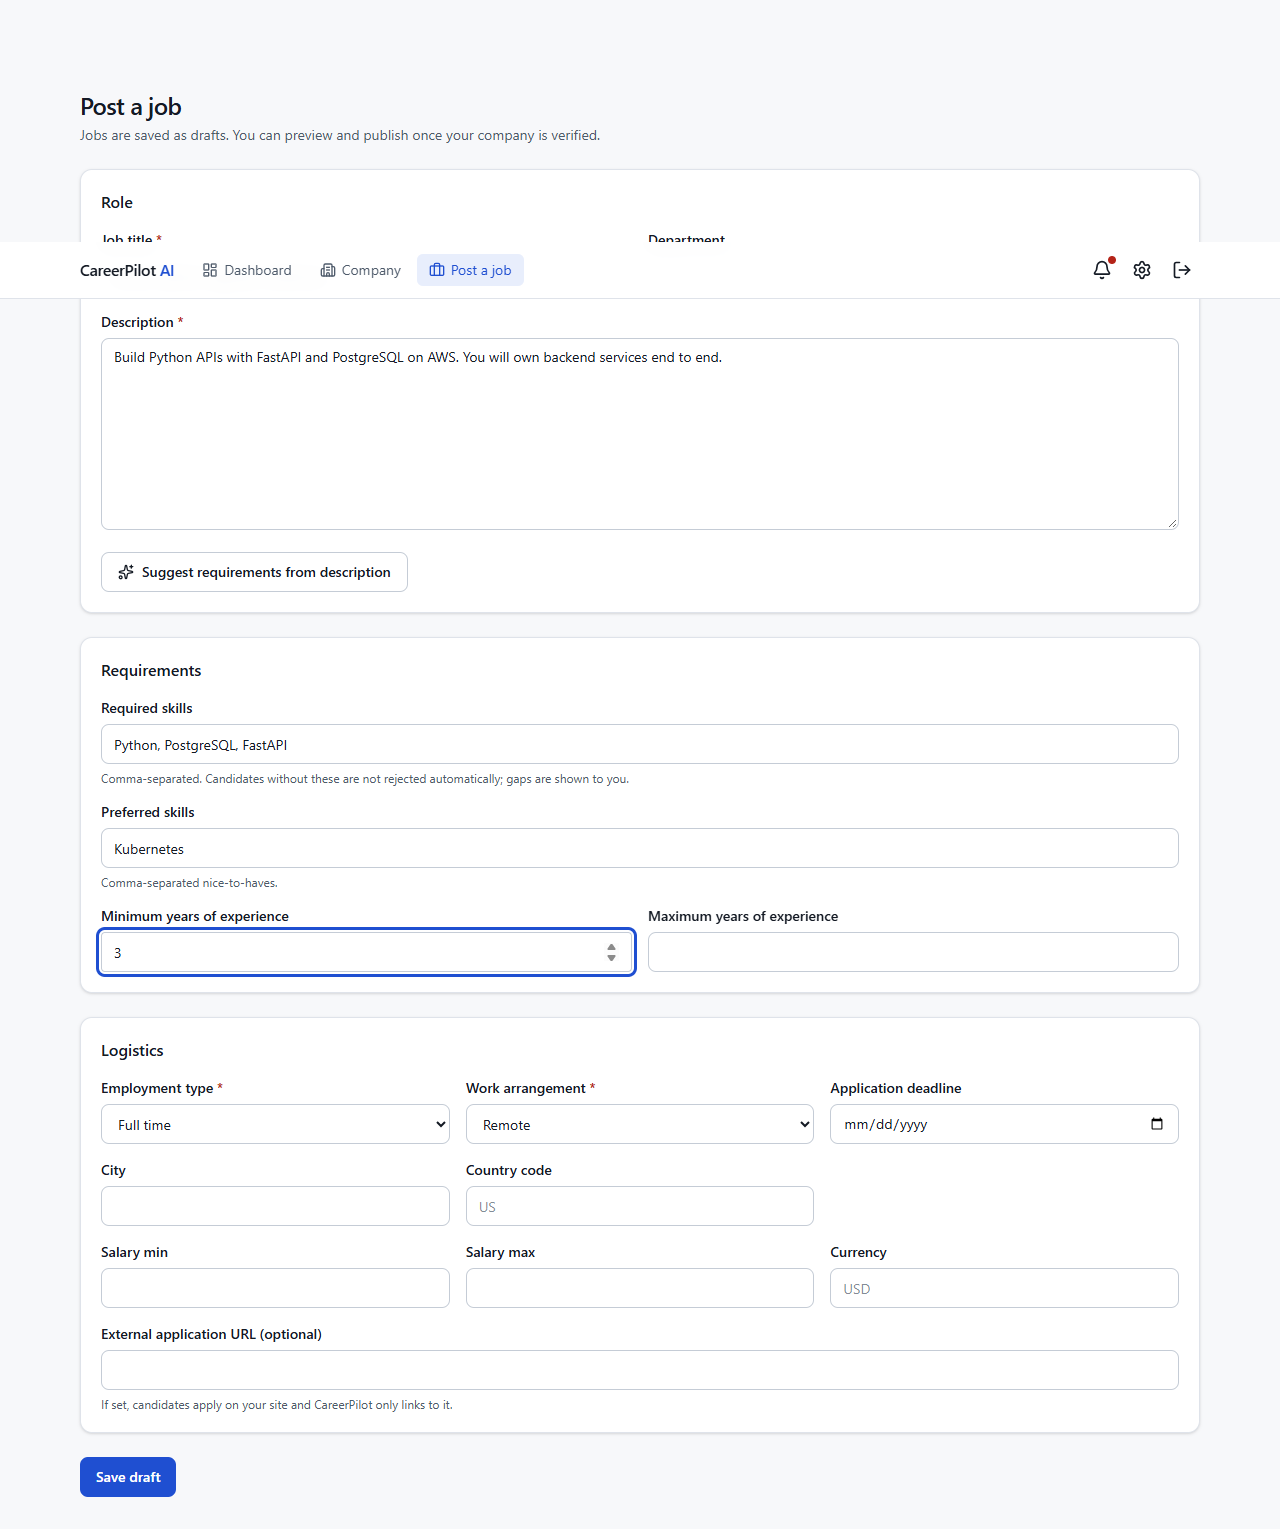 Post a job
Jobs are saved as drafts. You can preview and publish once your company is verified.
Role
Job title *
Department
CareerPilot AI
Dashboard
Company
Post a job
Description *
Build Python APIs with FastAPI and PostgreSQL on AWS. You will own backend services end to end.
Suggest requirements from description
Requirements
Required skills
Python, PostgreSQL, FastAPI
Comma-separated. Candidates without these are not rejected automatically; gaps are shown to you.
Preferred skills
Kubernetes
Comma-separated nice-to-haves.
Minimum years of experience
Maximum years of experience
3
Logistics
Employment type *
Work arrangement *
Application deadline
Full time
Remote
mm/dd/yyyy
City
Country code
US
Salary min
Salary max
Currency
USD
External application URL (optional)
If set, candidates apply on your site and CareerPilot only links to it.
Save draft